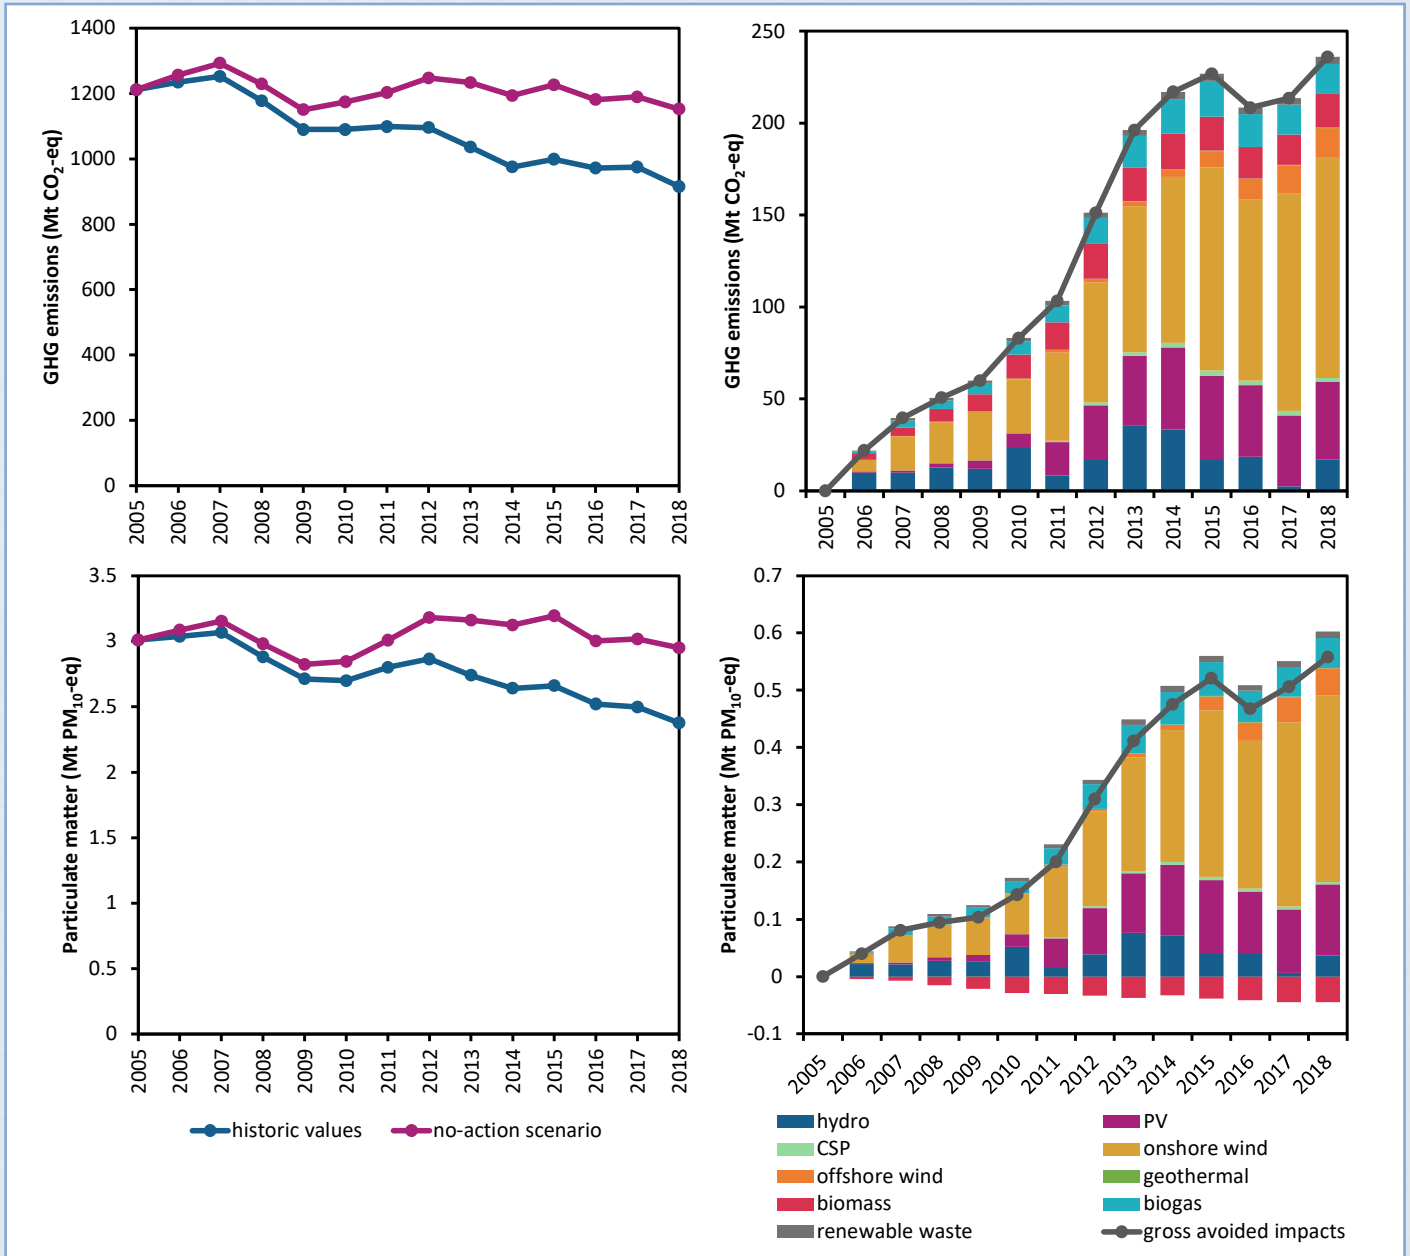 GHG emissions (Mt CO₂-eq)
1400
1200
1000
800
600
400
200
0
2005 2006 2007 2008 2009 2010 2011 2012 2013 2014 2015 2016 2017 2018
GHG emissions (Mt CO₂-eq)
250
200
150
100
50
0
2005 2006 2007 2008 2009 2010 2011 2012 2013 2014 2015 2016 2017 2018
Particulate matter (Mt PM₁₀-eq)
3.5
3
2.5
2
1.5
1
0.5
0
2005 2006 2007 2008 2009 2010 2011 2012 2013 2014 2015 2016 2017 2018
historic values no-action scenario
Particulate matter (Mt PM₁₀-eq)
0.7
0.6
0.5
0.4
0.3
0.2
0.1
0
-0.1
2005 2006 2007 2008 2009 2010 2011 2012 2013 2014 2015 2016 2017 2018
hydro PV
CSP onshore wind
offshore wind geothermal
biomass biogas
renewable waste gross avoided impacts